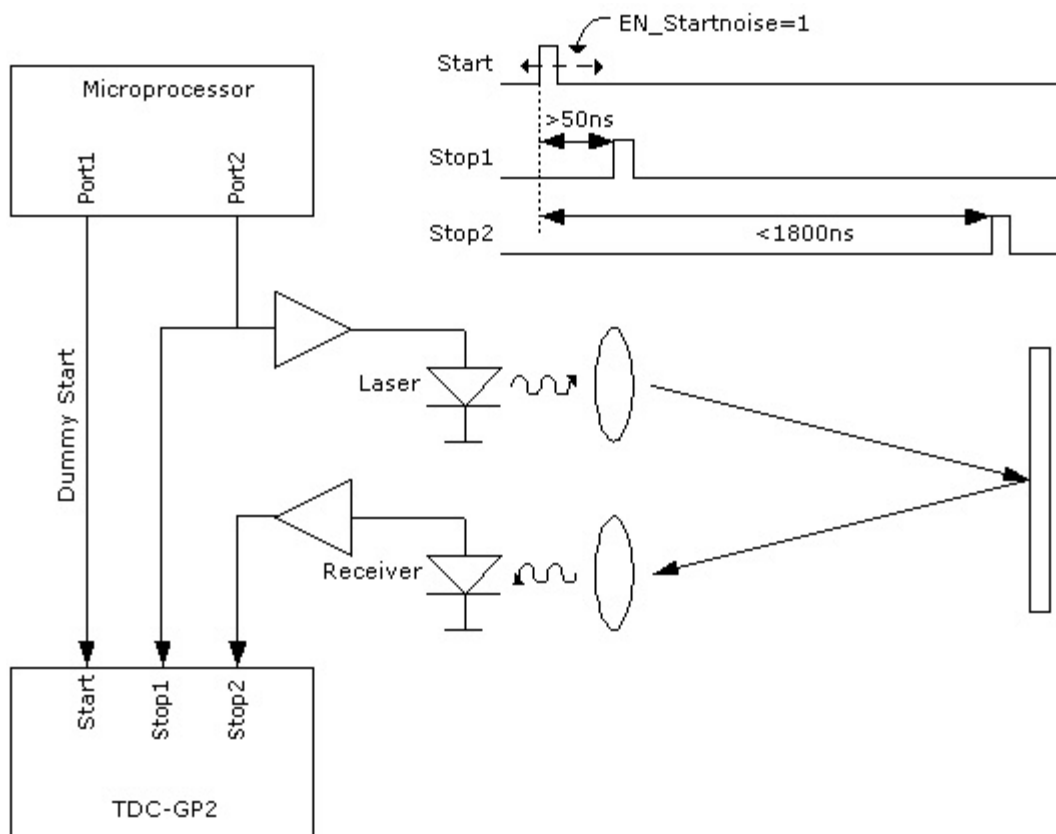 EN_Startnoise=1
Start
Microprocessor
>50ns
Port1
Port2
Stop1
Stop2
<1800ns
Laser
Dummy Start
Receiver
Start
Stop1
Stop2
TDC-GP2